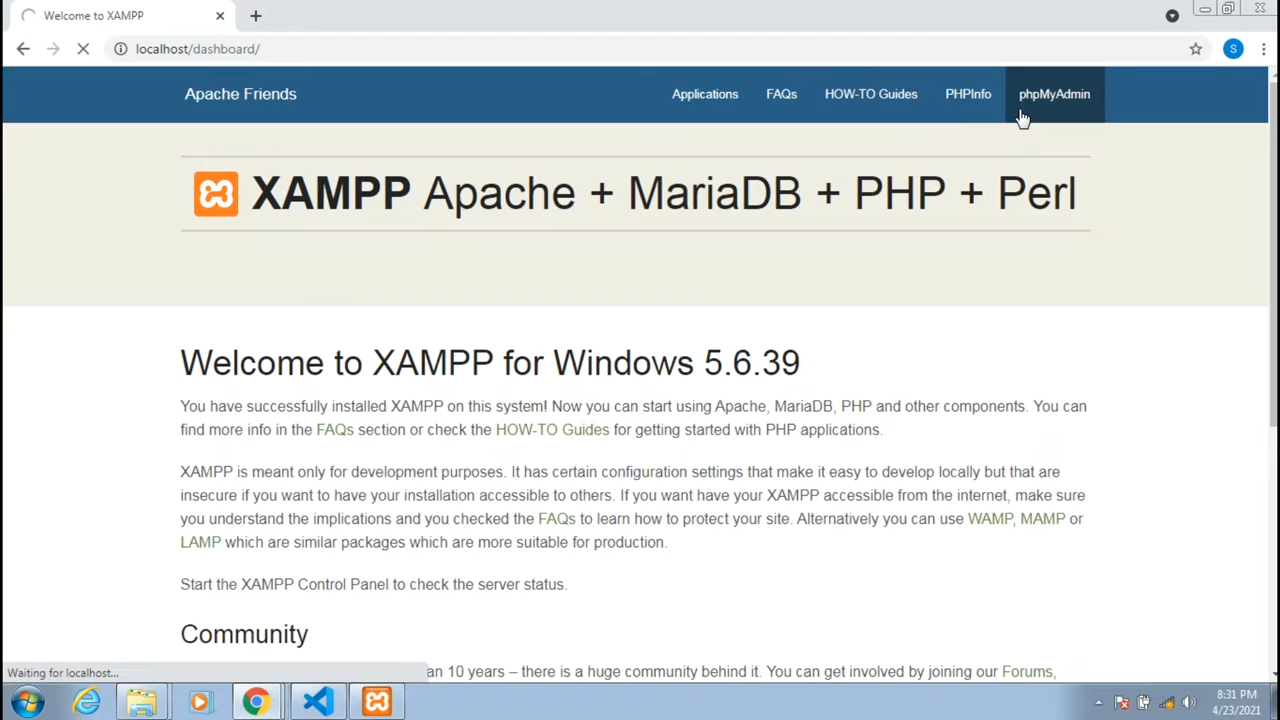 Welcome to XAMPP
localhost/dashboard/
S
Apache Friends
Applications
FAQs
HOW-TO Guides
PHPInfo
phpMyAdmin
XAMPP Apache + MariaDB + PHP + Perl
Welcome to XAMPP for Windows 5.6.39
You have successfully installed XAMPP on this system! Now you can start using Apache, MariaDB, PHP and other components. You can
find more info in the FAQs section or check the HOW-TO Guides for getting started with PHP applications.
XAMPP is meant only for development purposes. It has certain configuration settings that make it easy to develop locally but that are
insecure if you want to have your installation accessible to others. If you want have your XAMPP accessible from the internet, make sure
you understand the implications and you checked the FAQs to learn how to protect your site. Alternatively you can use WAMP, MAMP or
LAMP which are similar packages which are more suitable for production.
Start the XAMPP Control Panel to check the server status.
Community
an 10 years – there is a huge community behind it. You can get involved by joining our Forums,
Waiting for localhost...
8:31 PM
4/23/2021